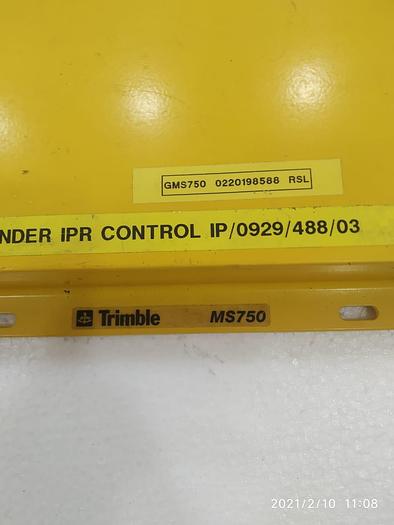 GMS750 0220198588 RSL
NDER IPR CONTROL IP/0929/488/03
Trimble MS750
2021/2/10 11:08